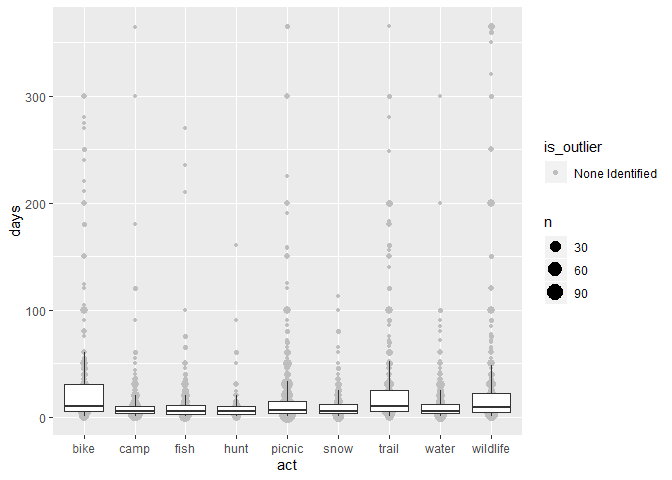 days
300
200
100
0
bike camp fish hunt picnic snow trail water wildlife
act
is_outlier
None Identified
n
30
60
90